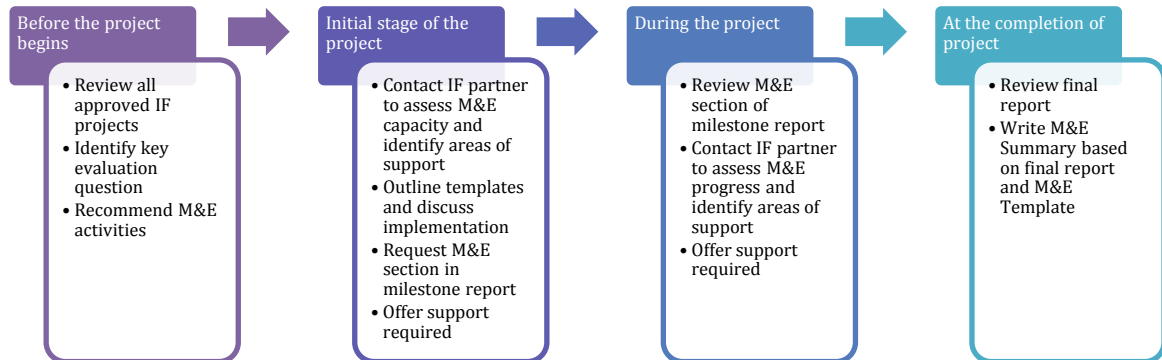 Before the project
begins
• Review all
approved IF
projects
• Identify key
evaluation
question
• Recommend M&E
activities
Initial stage of the
project
• Contact IF partner
to assess M&E
capacity and
identify areas of
support
• Outline templates
and discuss
implementation
• Request M&E
section in
milestone report
• Offer support
required
During the project
• Review M&E
section of
milestone report
• Contact IF partner
to assess M&E
progress and
identify areas of
support
• Offer support
required
At the completion of
project
• Review final
report
• Write M&E
Summary based
on final report
and M&E
Template